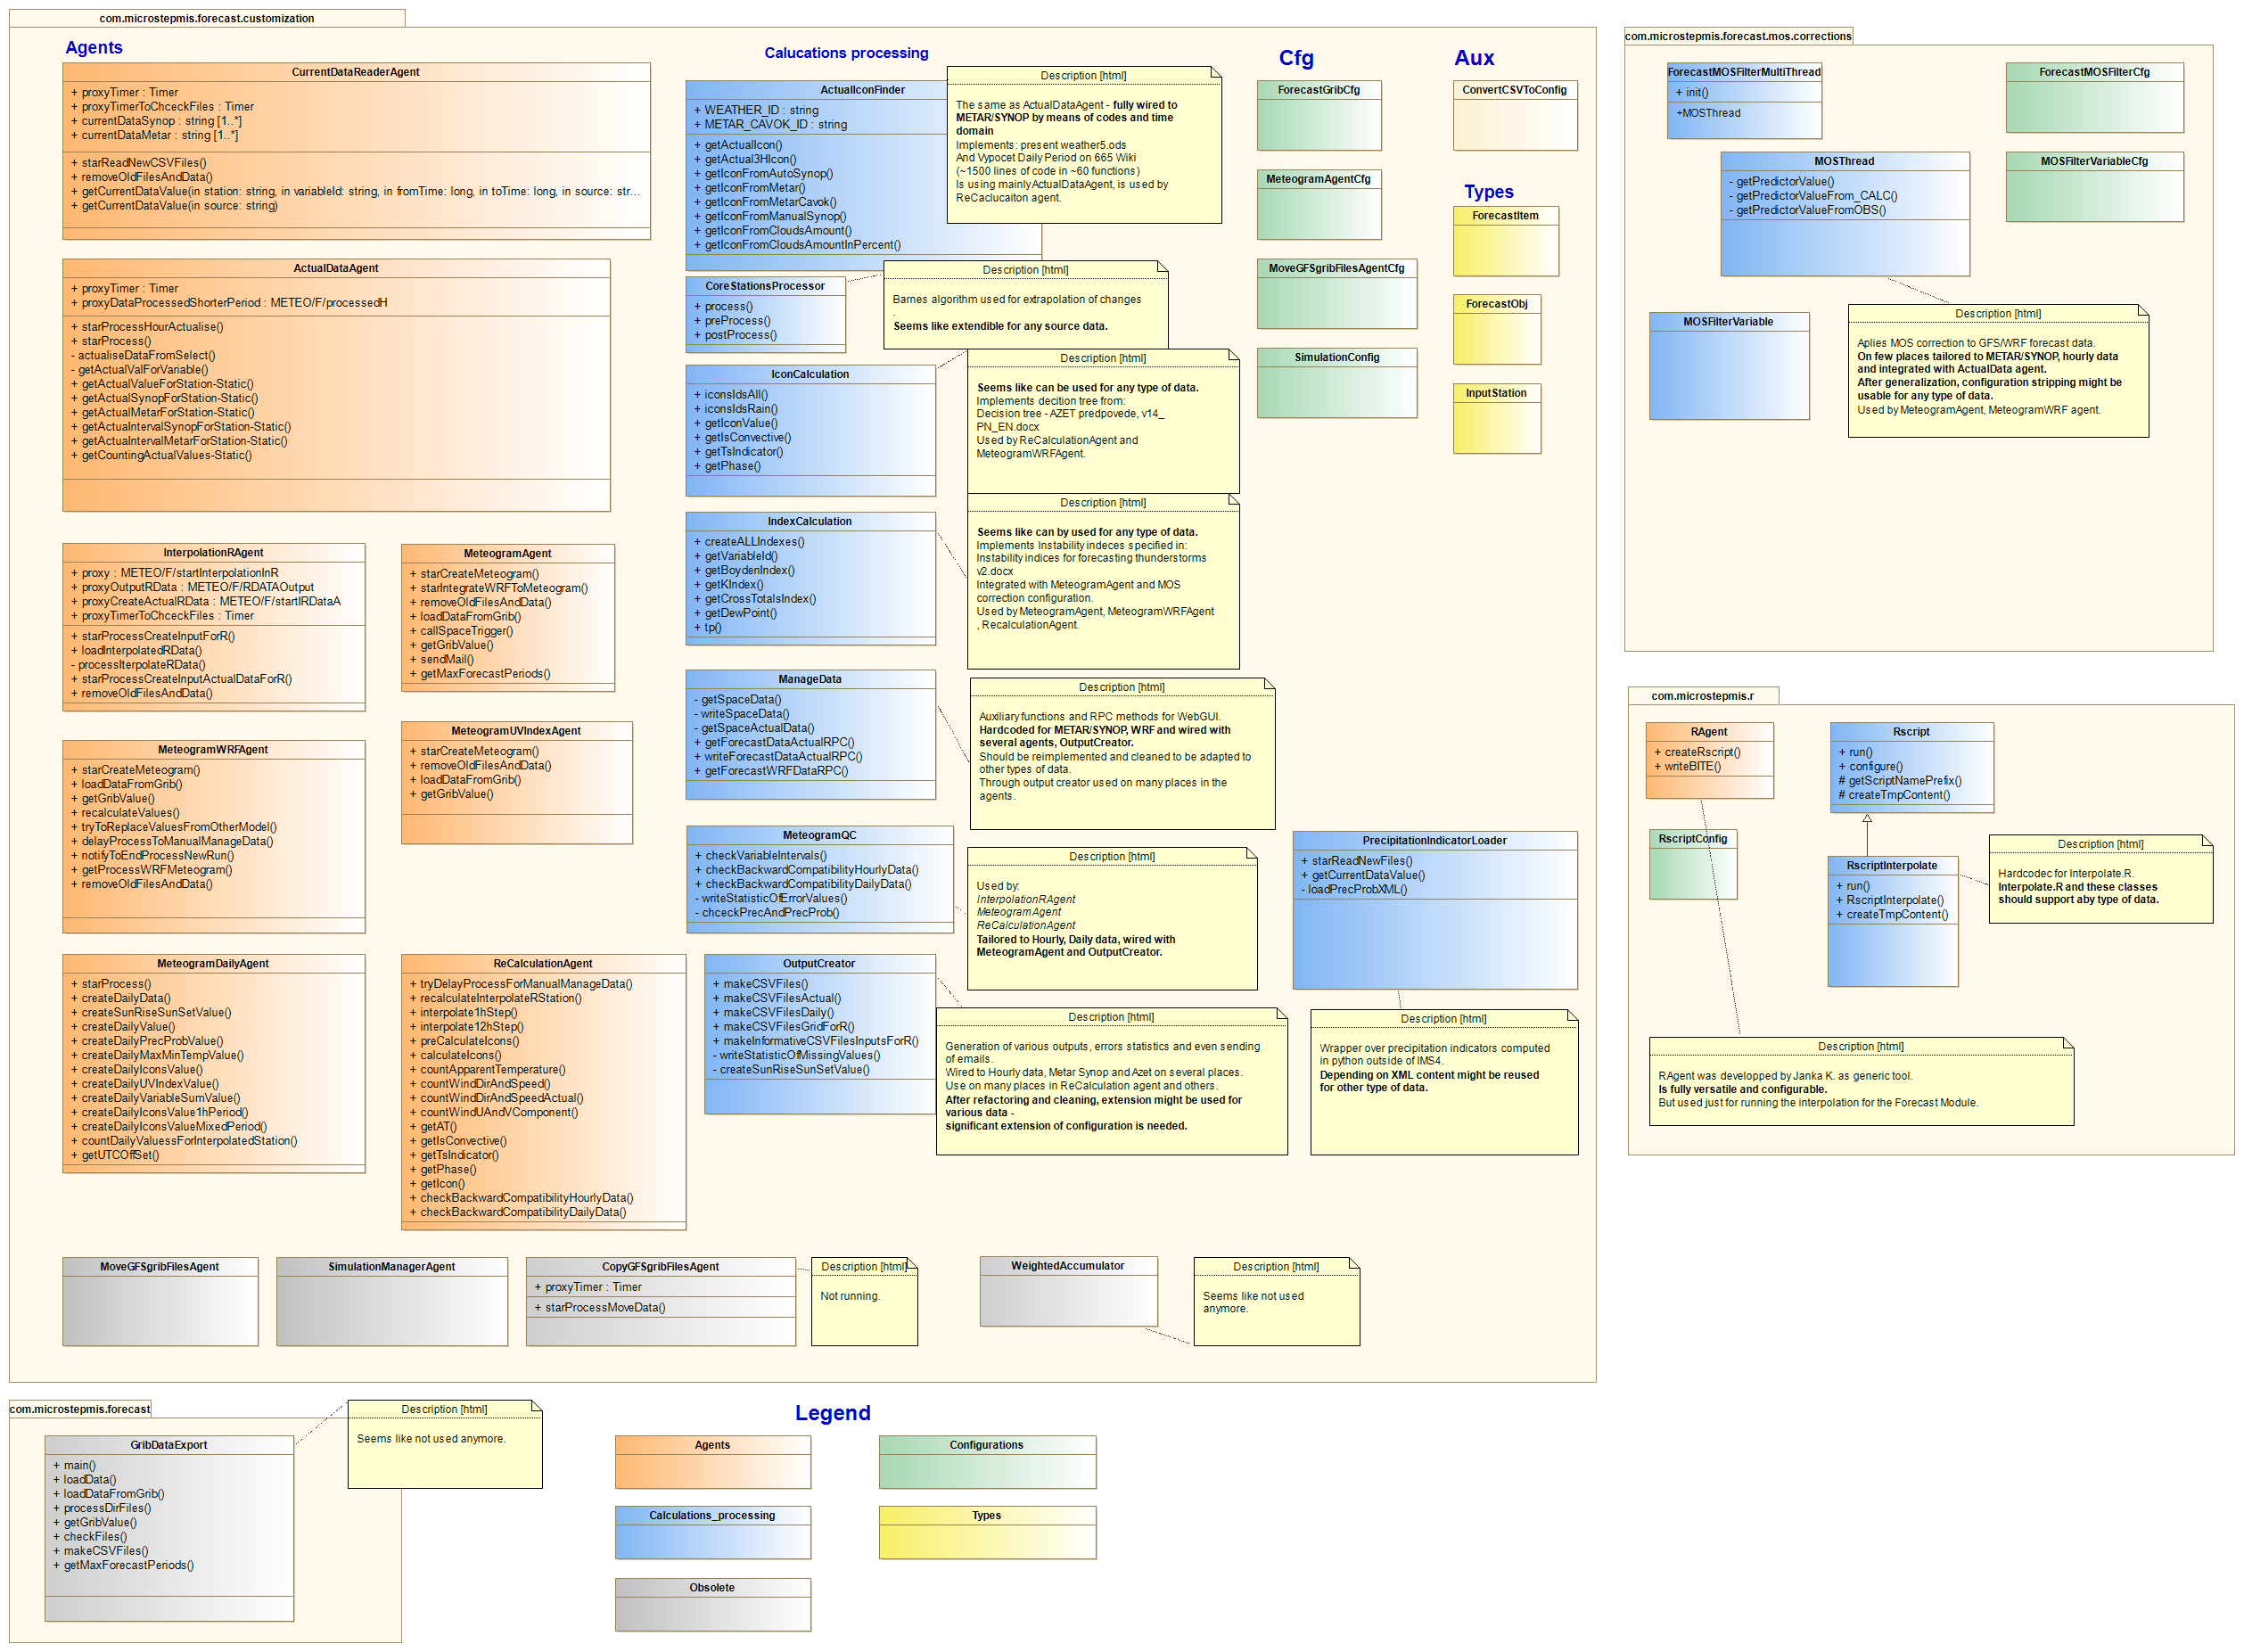 com.microstepmis.forecast.customization
Agents
CurrentDataReaderAgent
+ proxyTimer : Timer
+ proxyTimerToChceckFiles : Timer
+ currentDataSynop : string [1..*]
+ currentDataMetar : string [1..*]
+ starReadNewCSVFiles()
+ removeOldFilesAndData()
+ getCurrentDataValue(in station: string, in variableId: string, in fromTime: long, in toTime: long, in source: str...
+ getCurrentDataValue(in source: string)
ActualDataAgent
+ proxyTimer : Timer
+ proxyDataProcessedShorterPeriod : METEO/F/processedH
+ starProcessHourActualise()
+ starProcess()
- actualiseDataFromSelect()
- getActualValForVariable()
+ getActualValueForStation-Static()
+ getActualSynopForStation-Static()
+ getActualMetarForStation-Static()
+ getActuaIntervalSynopForStation-Static()
+ getActuaIntervalMetarForStation-Static()
+ getCountingActualValues-Static()
InterpolationRAgent
+ proxy : METEO/F/startInterpolationInR
+ proxyOutputRData : METEO/F/RDATAOutput
+ proxyCreateActualRData : METEO/F/startIRDataA
+ proxyTimerToChceckFiles : Timer
+ starProcessCreateInputForR()
+ loadInterpolatedRData()
- processIterpolateRData()
+ starProcessCreateInputActualDataForR()
+ removeOldFilesAndData()
MeteogramAgent
+ starCreateMeteogram()
+ starIntegrateWRFToMeteogram()
+ removeOldFilesAndData()
+ loadDataFromGrib()
+ callSpaceTrigger()
+ getGribValue()
+ sendMail()
+ getMaxForecastPeriods()
MeteogramWRFAgent
+ starCreateMeteogram()
+ loadDataFromGrib()
+ getGribValue()
+ recalculateValues()
+ tryToReplaceValuesFromOtherModel()
+ delayProcessToManualManageData()
+ notifyToEndProcessNewRun()
+ getProcessWRFMeteogram()
+ removeOldFilesAndData()
MeteogramUVIndexAgent
+ starCreateMeteogram()
+ removeOldFilesAndData()
+ loadDataFromGrib()
+ getGribValue()
MeteogramDailyAgent
+ starProcess()
+ createDailyData()
+ createSunRiseSunSetValue()
+ createDailyValue()
+ createDailyPrecProbValue()
+ createDailyMaxMinTempValue()
+ createDailyIconsValue()
+ createDailyUVIndexValue()
+ createDailyVariableSumValue()
+ createDailyIconsValue1hPeriod()
+ createDailyIconsValueMixedPeriod()
+ countDailyValuessForInterpolatedStation()
+ getUTCOffSet()
ReCalculationAgent
+ tryDelayProcessForManualManageData()
+ recalculateInterpolateRStation()
+ interpolate1hStep()
+ interpolate12hStep()
+ preCalculateIcons()
+ calculateIcons()
+ countApparentTemperature()
+ countWindDirAndSpeed()
+ countWindDirAndSpeedActual()
+ countWindUAndVComponent()
+ getAT()
+ getIsConvective()
+ getTsIndicator()
+ getPhase()
+ getIcon()
+ checkBackwardCompatibilityHourlyData()
+ checkBackwardCompatibilityDailyData()
MoveGFSgribFilesAgent
SimulationManagerAgent
CopyGFSgribFilesAgent
+ proxyTimer : Timer
+ starProcessMoveData()
Description [html]
Not running.
WeightedAccumulator
Description [html]
Seems like not used
anymore.
Calucations processing
ActualIconFinder
+ WEATHER_ID : string
+ METAR_CAVOK_ID : string
+ getActualIcon()
+ getActual3HIcon()
+ getIconFromAutoSynop()
+ getIconFromMetar()
+ getIconFromMetarCavok()
+ getIconFromManualSynop()
+ getIconFromCloudsAmount()
+ getIconFromCloudsAmountInPercent()
Description [html]
The same as ActualDataAgent - fully wired to
METAR/SYNOP by means of codes and time
domain
Implements: present weather5.ods
And Vypocet Daily Period on 665 Wiki
(~1500 lines of code in ~60 functions)
Is using mainlyActualDataAgent, is used by
ReCaclucaiton agent.
CoreStationsProcessor
+ process()
+ preProcess()
+ postProcess()
Description [html]
Barnes algorithm used for extrapolation of changes
.
Seems like extendible for any source data.
IconCalculation
+ iconsIdsAll()
+ iconsIdsRain()
+ getIconValue()
+ getIsConvective()
+ getTsIndicator()
+ getPhase()
Description [html]
Seems like can be used for any type of data.
Implements decition tree from:
Decision tree - AZET predpovede, v14_
PN_EN.docx
Used by ReCalculationAgent and
MeteogramWRFAgent.
IndexCalculation
+ createALLIndexes()
+ getVariableId()
+ getBoydenIndex()
+ getKIndex()
+ getCrossTotalsIndex()
+ getDewPoint()
+ tp()
Description [html]
Seems like can by used for any type of data.
Implements Instability indeces specified in:
Instability indices for forecasting thunderstorms
v2.docx
Integrated with MeteogramAgent and MOS
correction configuration.
Used by MeteogramAgent, MeteogramWRFAgent
, RecalculationAgent.
ManageData
- getSpaceData()
- writeSpaceData()
- getSpaceActualData()
+ getForecastDataActualRPC()
+ writeForecastDataActualRPC()
+ getForecastWRFDataRPC()
Description [html]
Auxiliary functions and RPC methods for WebGUI.
Hardcoded for METAR/SYNOP, WRF and wired with
several agents, OutputCreator.
Should be reimplemented and cleaned to be adapted to
other types of data.
Through output creator used on many places in the
agents.
MeteogramQC
+ checkVariableIntervals()
+ checkBackwardCompatibilityHourlyData()
+ checkBackwardCompatibilityDailyData()
- writeStatisticOfErrorValues()
- chceckPrecAndPrecProb()
Description [html]
Used by:
InterpolationRAgent
MeteogramAgent
ReCalculationAgent
Tailored to Hourly, Daily data, wired with
MeteogramAgent and OutputCreator.
OutputCreator
+ makeCSVFiles()
+ makeCSVFilesActual()
+ makeCSVFilesDaily()
+ makeCSVFilesGridForR()
+ makeInformativeCSVFilesInputsForR()
- writeStatisticOfMissingValues()
- createSunRiseSunSetValue()
Description [html]
Generation of various outputs, errors statistics and even sending
of emails.
Wired to Hourly data, Metar Synop and Azet on several places.
Use on many places in ReCalculation agent and others.
After refactoring and cleaning, extension might be used for
various data -
significant extension of configuration is needed.
PrecipitationIndicatorLoader
+ starReadNewFiles()
+ getCurrentDataValue()
- loadPrecProbXML()
Description [html]
Wrapper over precipitation indicators computed
in python outside of IMS4.
Depending on XML content might be reused
for other type of data.
Cfg
ForecastGribCfg
MeteogramAgentCfg
MoveGFSgribFilesAgentCfg
SimulationConfig
Aux
ConvertCSVToConfig
Types
ForecastItem
ForecastObj
InputStation
com.microstepmis.forecast.mos.corrections
ForecastMOSFilterMultiThread
+ init()
+MOSThread
ForecastMOSFilterCfg
MOSThread
- getPredictorValue()
- getPredictorValueFrom_CALC()
- getPredictorValueFromOBS()
MOSFilterVariableCfg
MOSFilterVariable
Description [html]
Aplies MOS correction to GFS/WRF forecast data.
On few places tailored to METAR/SYNOP, hourly data
and integrated with ActualData agent.
After generalization, configuration stripping might be
usable for any type of data.
Used by MeteogramAgent, MeteogramWRF agent.
com.microstepmis.r
RAgent
+ createRscript()
+ writeBITE()
Rscript
+ run()
+ configure()
# getScriptNamePrefix()
# createTmpContent()
RscriptConfig
RscriptInterpolate
+ run()
+ RscriptInterpolate()
+ createTmpContent()
Description [html]
Hardcodec for Interpolate.R.
Interpolate.R and these classes
should support aby type of data.
Description [html]
RAgent was developped by Janka K. as generic tool.
Is fully versatile and configurable.
But used just for running the interpolation for the Forecast Module.
com.microstepmis.forecast
GribDataExport
+ main()
+ loadData()
+ loadDataFromGrib()
+ processDirFiles()
+ getGribValue()
+ checkFiles()
+ makeCSVFiles()
+ getMaxForecastPeriods()
Description [html]
Seems like not used anymore.
Legend
Agents
Configurations
Calculations_processing
Types
Obsolete